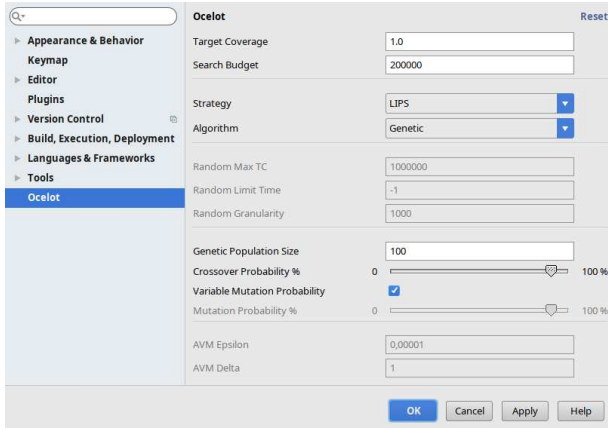 Ocelot Reset
Appearance & Behavior
Keymap
Editor
Plugins
Version Control
Build, Execution, Deployment
Languages & Frameworks
Tools
Ocelot
Target Coverage 1.0
Search Budget 200000
Strategy LIPS
Algorithm Genetic
Random Max TC 1000000
Random Limit Time -1
Random Granularity 1000
Genetic Population Size 100
Crossover Probability % 0 100 %
Variable Mutation Probability
Mutation Probability % 0 100 %
AVM Epsilon 0,00001
AVM Delta 1
OK Cancel Apply Help